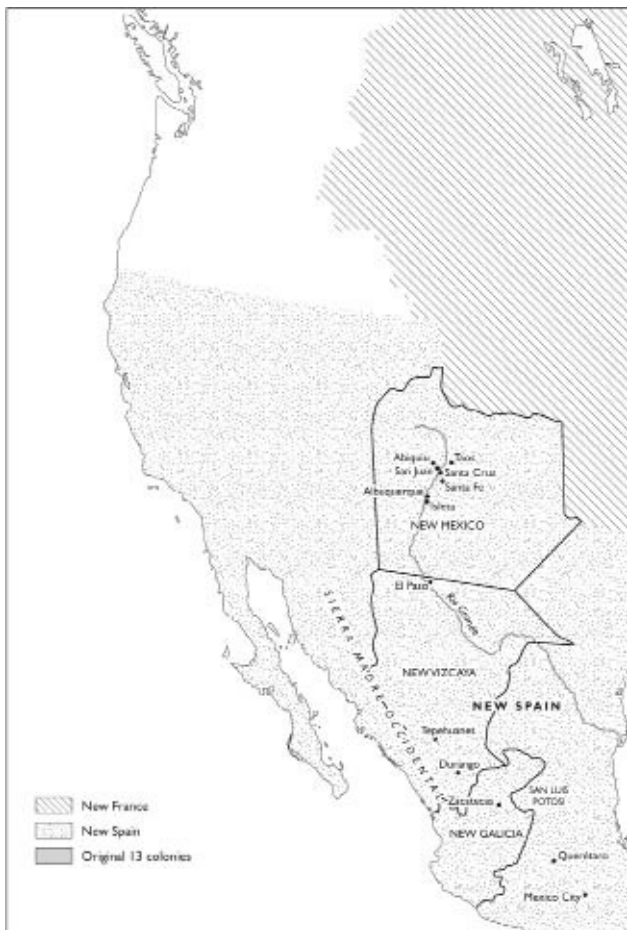 Abiquiu
Taos
San Juan
Santa Cruz
Santa Fe
Albuquerque
Isleta
NEW MEXICO
El Paso
Rio Grande
SIERRA MADRE OCCIDENTAL
NEW VIZCAYA
NEW SPAIN
Tepehuanes
Durango
Zacatecas
SAN LUIS
POTOSI
NEW GALICIA
Querétaro
Mexico City
New France
New Spain
Original 13 colonies